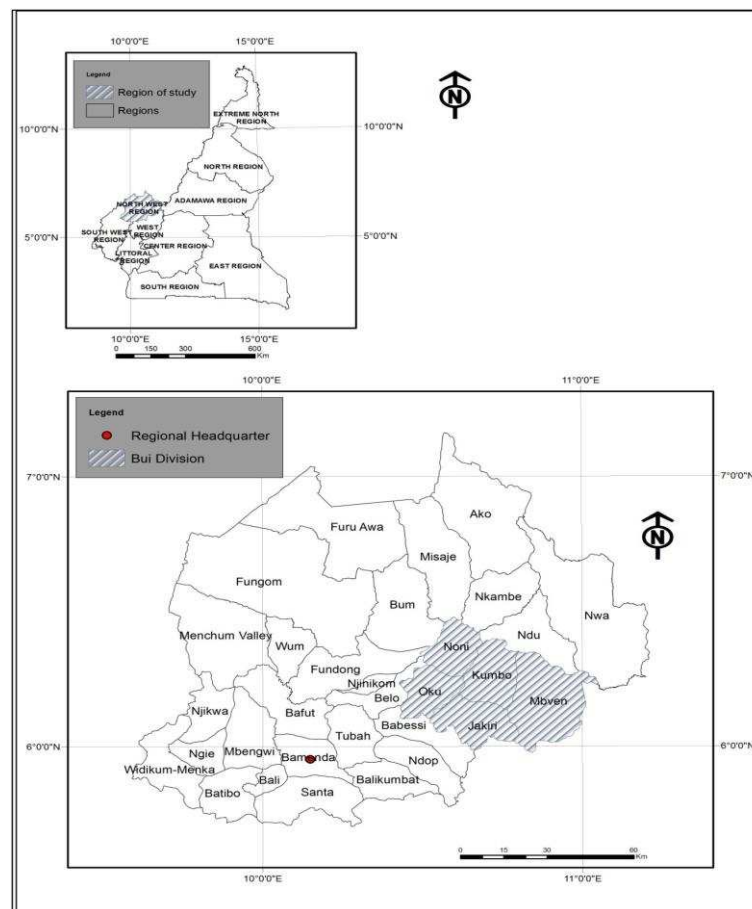 10°0'0"E 15°0'0"E
Legend
Region of study
Regions
N
EXTREME NORTH
REGION
10°0'0"N 10°0'0"N
NORTH REGION
NORTH WEST
REGION
ADAMAWA REGION
SOUTH WEST
REGION
WEST
REGION
5°0'0"N 5°0'0"N
CENTER REGION
LITTORAL
REGION
EAST REGION
SOUTH REGION
10°0'0"E 15°0'0"E
0 150 300 600
Km
10°0'0"E 11°0'0"E
Legend
Regional Headquarter
Bui Division
7°0'0"N 7°0'0"N
N
Ako
Furu Awa
Misaje
Fungom
Nkambe
Bum
Nwa
Menchum Valley
Ndu
Wum
Noni
Fundong
Kumbo
Njinikom
Oku
Mbven
Belo
Njikwa
Bafut
Babessi
Jakiri
Tubah
6°0'0"N 6°0'0"N
Ngie
Mbengwi
Bamenda
Ndop
Widikum-Menka
Bali
Balikumbat
Batibo
Santa
0 15 30 60
Km
10°0'0"E 11°0'0"E